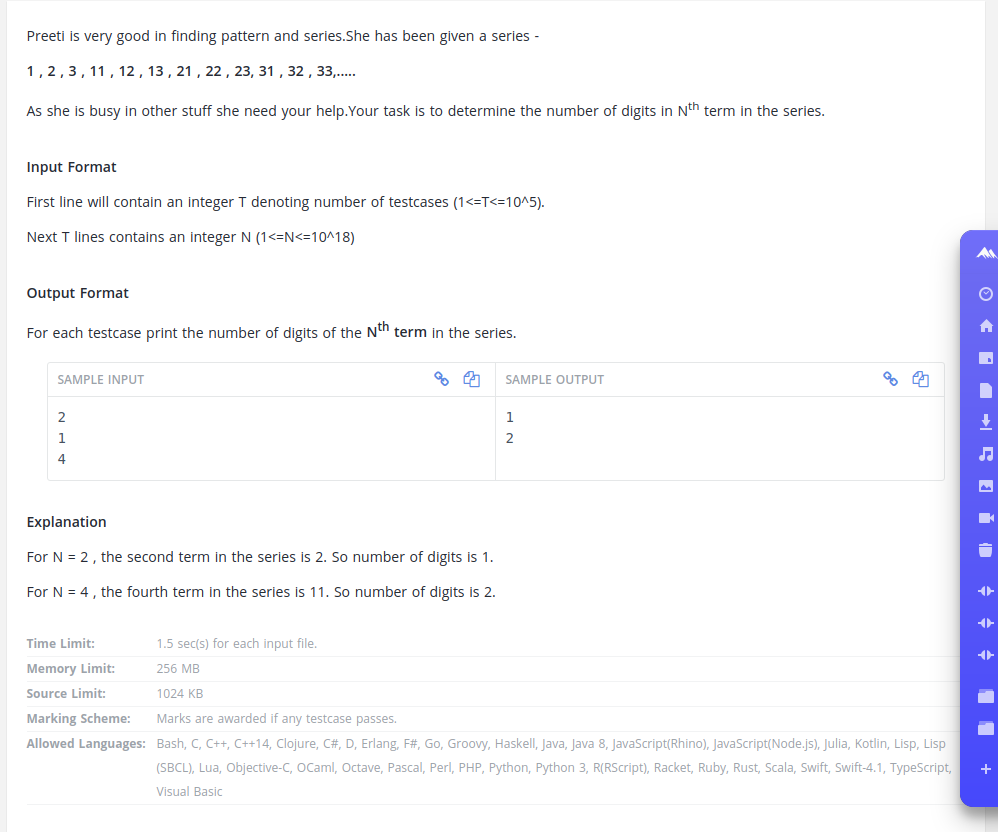 Preeti is very good in finding pattern and series.She has been given a series -
1 , 2 , 3 , 11 , 12 , 13 , 21 , 22 , 23, 31 , 32 , 33,.....
As she is busy in other stuff she need your help.Your task is to determine the number of digits in Nth term in the series.
Input Format
First line will contain an integer T denoting number of testcases (1<=T<=10^5).
Next T lines contains an integer N (1<=N<=10^18)
Output Format
For each testcase print the number of digits of the Nth term in the series.
SAMPLE INPUT SAMPLE OUTPUT
2 1
1 2
4
Explanation
For N = 2 , the second term in the series is 2. So number of digits is 1.
For N = 4 , the fourth term in the series is 11. So number of digits is 2.
Time Limit: 1.5 sec(s) for each input file.
Memory Limit: 256 MB
Source Limit: 1024 KB
Marking Scheme: Marks are awarded if any testcase passes.
Allowed Languages: Bash, C, C++, C++14, Clojure, C#, D, Erlang, F#, Go, Groovy, Haskell, Java, Java 8, JavaScript(Rhino), JavaScript(Node.js), Julia, Kotlin, Lisp, Lisp
(SBCL), Lua, Objective-C, OCaml, Octave, Pascal, Perl, PHP, Python, Python 3, R(RScript), Racket, Ruby, Rust, Scala, Swift, Swift-4.1, TypeScript,
Visual Basic